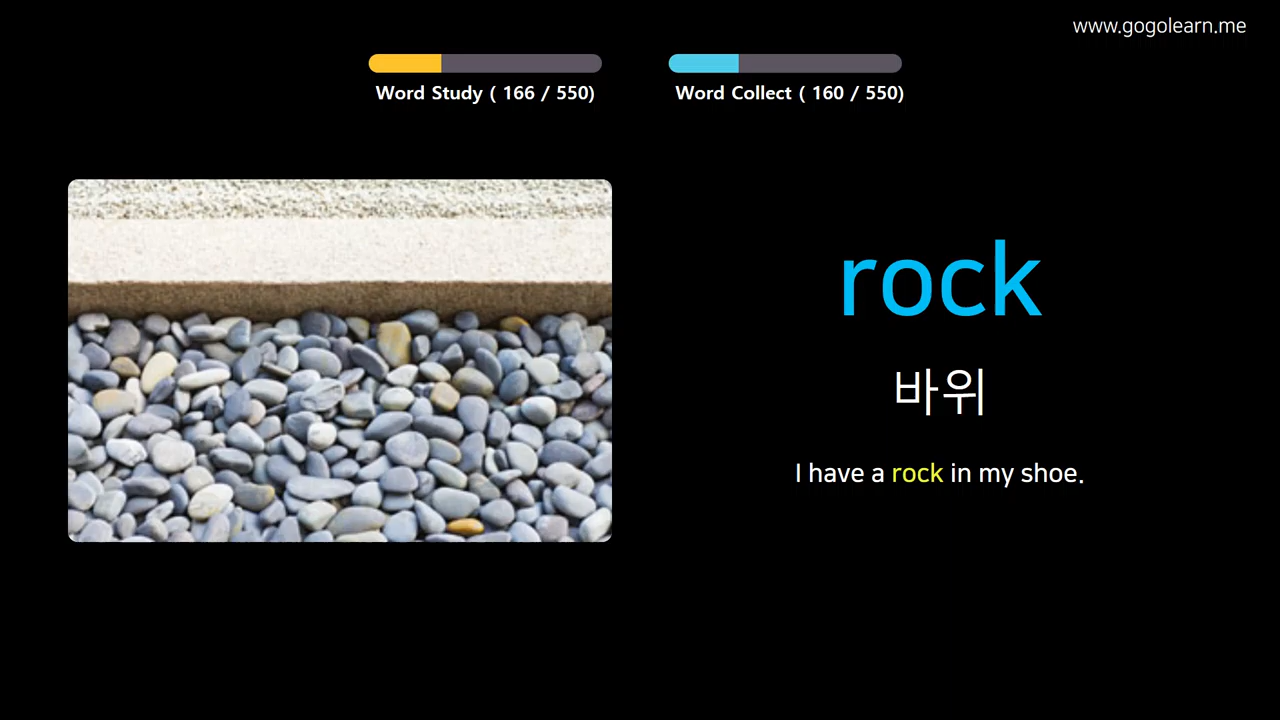 www.gogolearn.me
Word Study ( 166 / 550)
Word Collect ( 160 / 550)
rock
바위
I have a rock in my shoe.